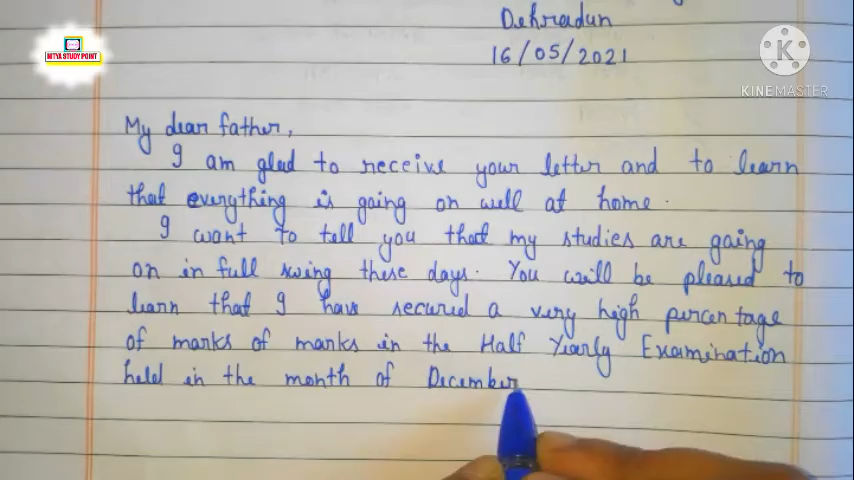 Dehradun
16/05/2021
NITYA STUDY POINT
K
KINEMASTER
My dear father,
I am glad to receive your letter and to learn
that everything is going on well at home.
I want to tell you that my studies are going
on in full swing these days. You will be pleased to
learn that I have secured a very high percentage
of marks of marks in the Half Yearly Examination
held in the month of December